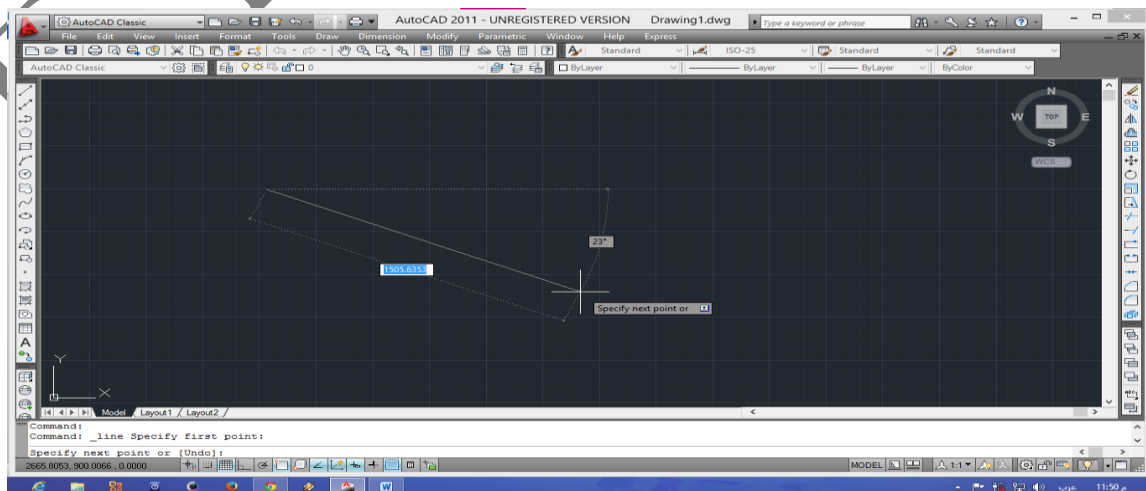 AutoCAD Classic AutoCAD 2011 - UNREGISTERED VERSION Drawing1.dwg Type a keyword or phrase
File Edit View Insert Format Tools Draw Dimension Modify Parametric Window Help Express
Standard ISO-25 Standard Standard
AutoCAD Classic 0 ByLayer ByLayer ByLayer ByColor
N
W TOP E
S
WCS
23°
1505.6353
Specify next point or
A
Y
X
Model Layout1 Layout2
Command:
Command: _line Specify first point:
Specify next point or [Undo]:
2665.8053, 900.0066 , 0.0000 MODEL 1:1
عرب 11:50 م